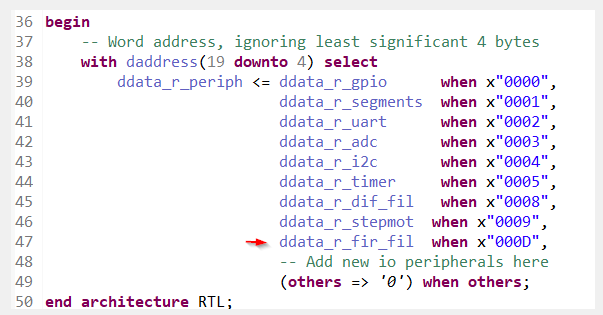 36 begin
37 -- Word address, ignoring least significant 4 bytes
38 with daddress(19 downto 4) select
39 ddata_r_periph <= ddata_r_gpio when x"0000",
40 ddata_r_segments when x"0001",
41 ddata_r_uart when x"0002",
42 ddata_r_adc when x"0003",
43 ddata_r_i2c when x"0004",
44 ddata_r_timer when x"0005",
45 ddata_r_dif_fil when x"0008",
46 ddata_r_stepmot when x"0009",
47 ddata_r_fir_fil when x"000D",
48 -- Add new io peripherals here
49 (others => '0') when others;
50 end architecture RTL;